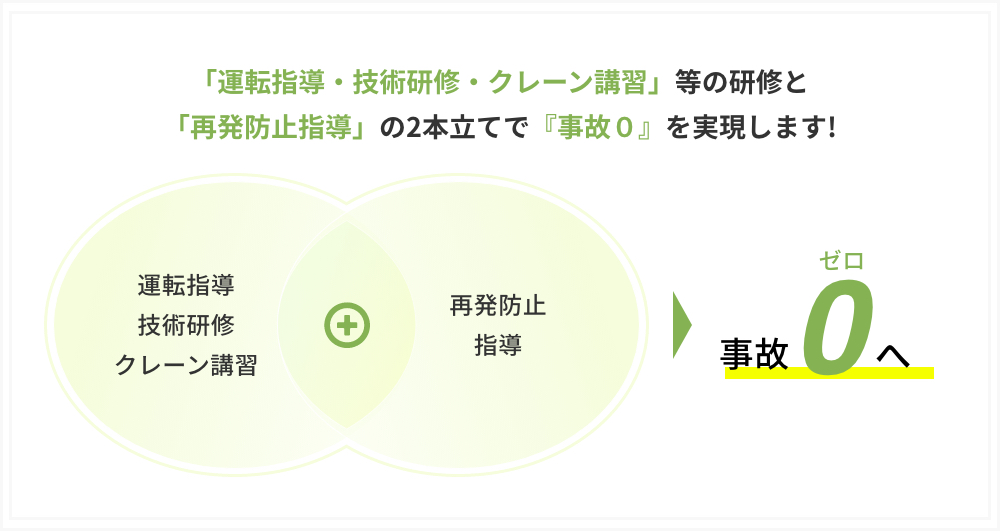 「運転指導・技術研修・クレーン講習」等の研修と
「再発防止指導」の2本立てで『事故０』を実現します!
運転指導
技術研修
クレーン講習
再発防止
指導
ゼロ
事故0へ